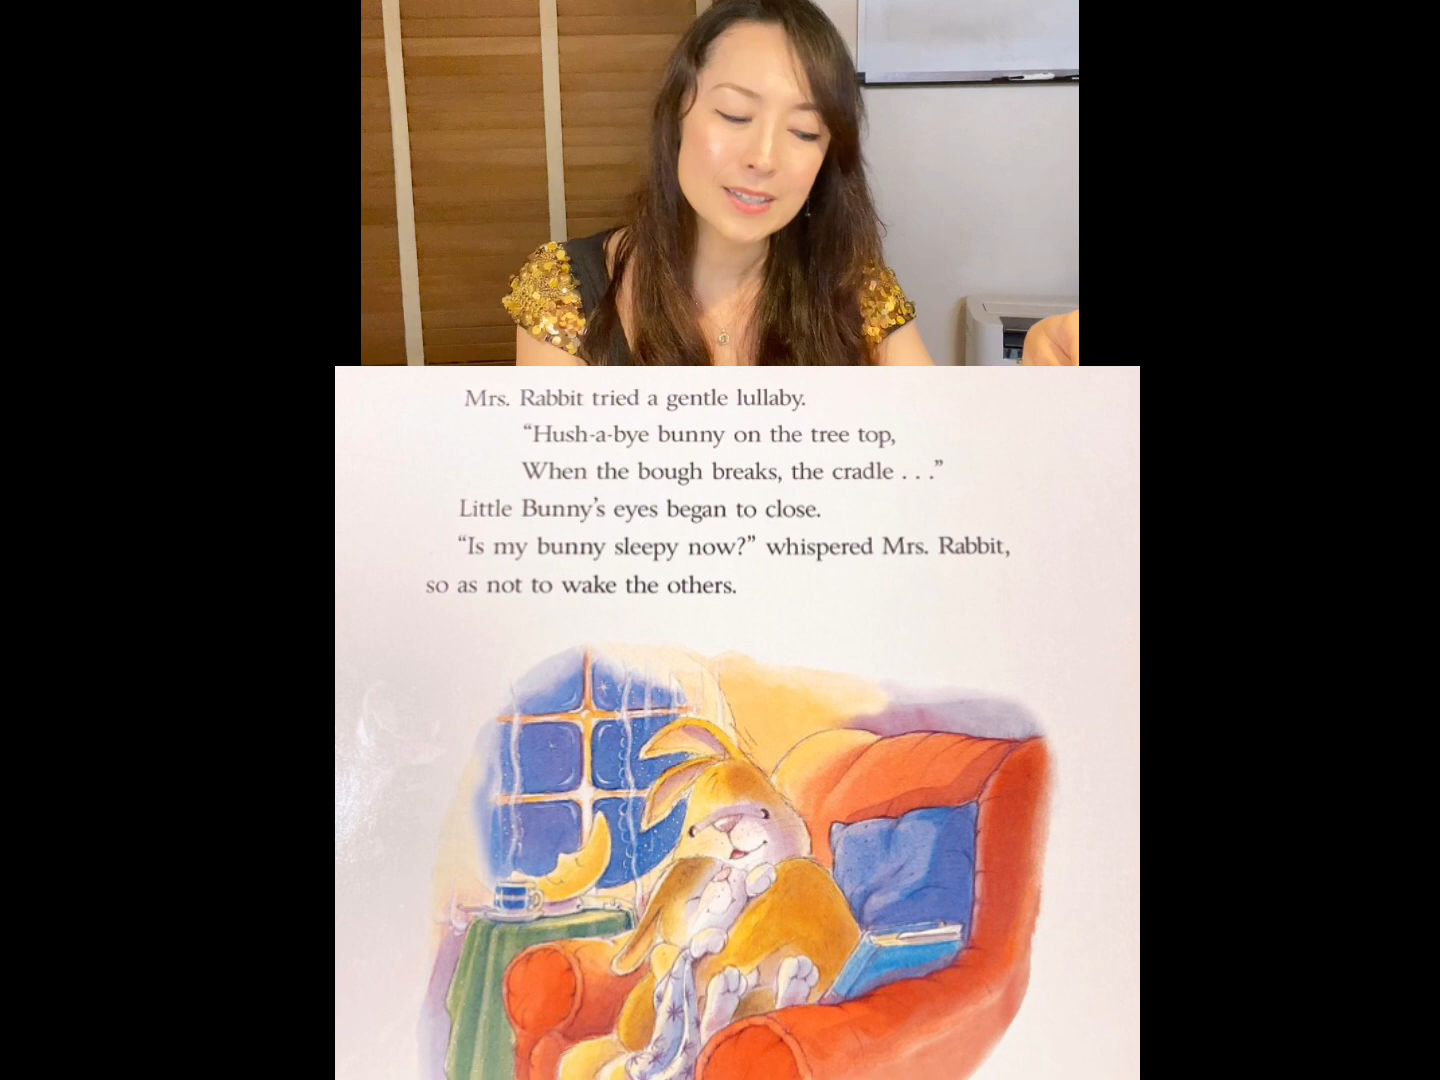 Mrs. Rabbit tried a gentle lullaby.
“Hush-a-bye bunny on the tree top,
When the bough breaks, the cradle . . .”
Little Bunny’s eyes began to close.
“Is my bunny sleepy now?” whispered Mrs. Rabbit,
so as not to wake the others.